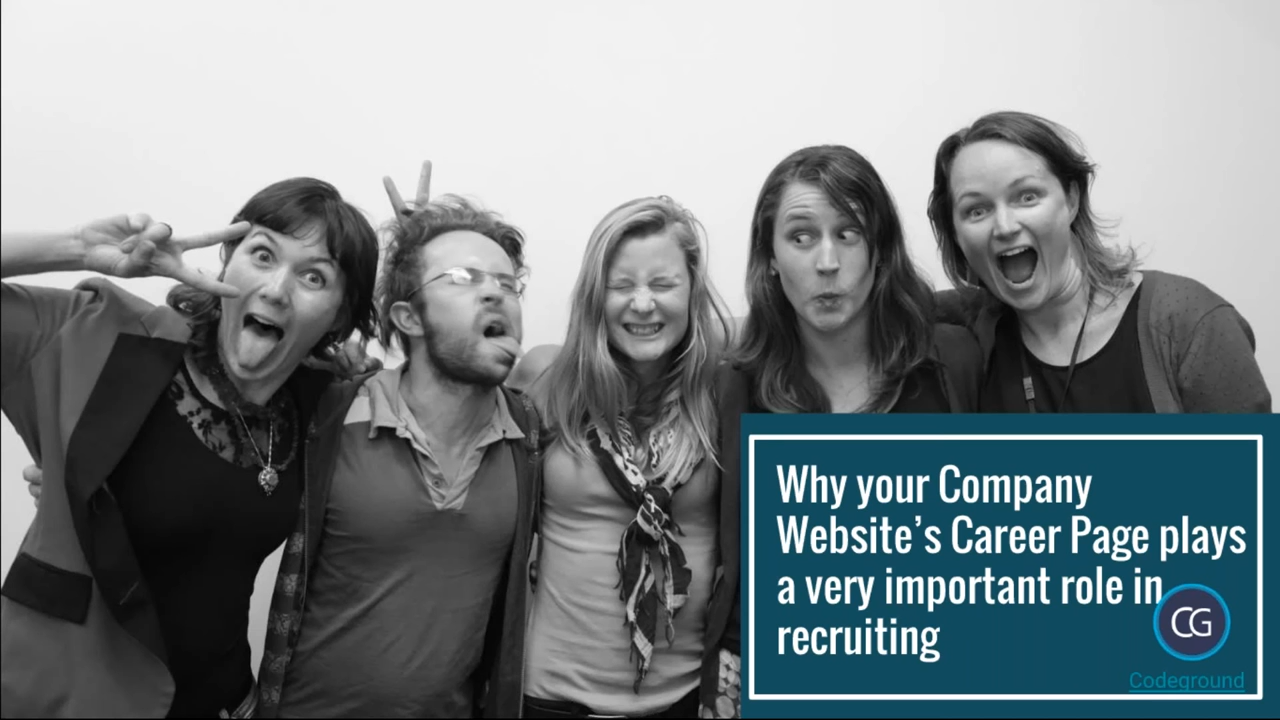 Why your Company
Website's Career Page plays
a very important role in
recruiting
CG
Codeground